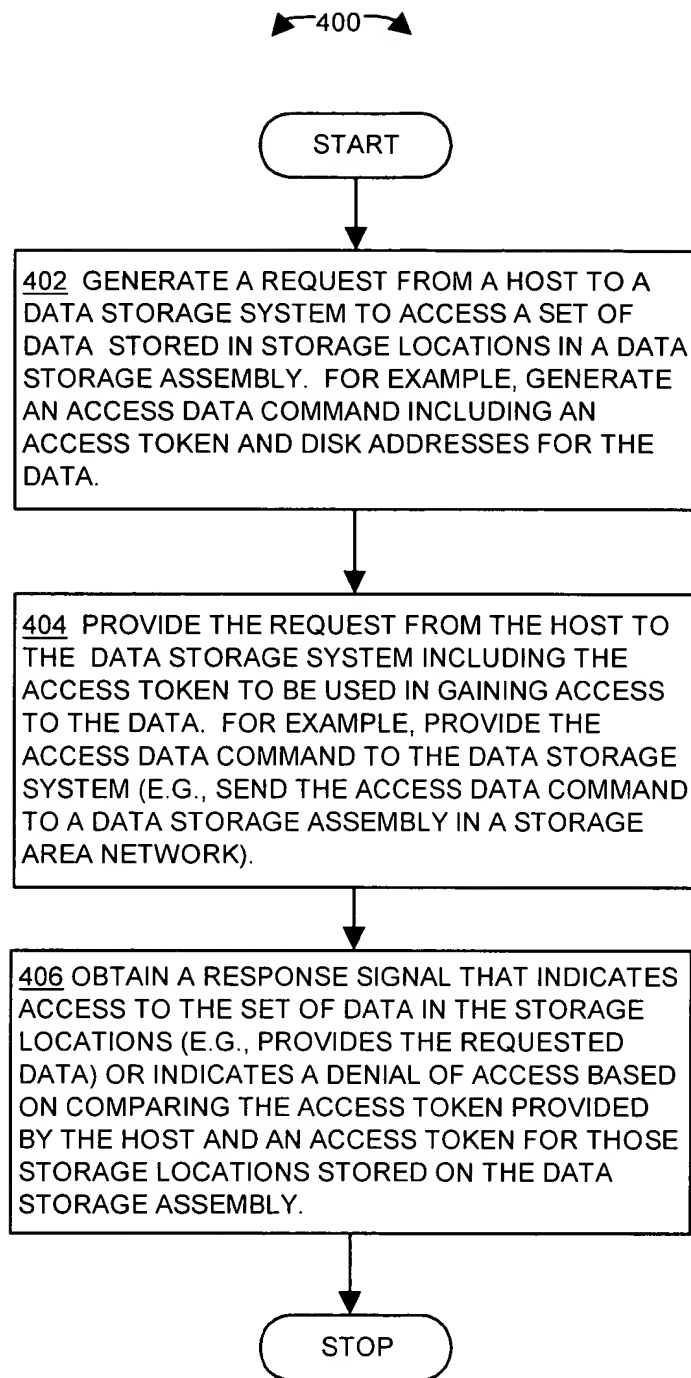 400
START
402 GENERATE A REQUEST FROM A HOST TO A
DATA STORAGE SYSTEM TO ACCESS A SET OF
DATA STORED IN STORAGE LOCATIONS IN A DATA
STORAGE ASSEMBLY. FOR EXAMPLE, GENERATE
AN ACCESS DATA COMMAND INCLUDING AN
ACCESS TOKEN AND DISK ADDRESSES FOR THE
DATA.
404 PROVIDE THE REQUEST FROM THE HOST TO
THE DATA STORAGE SYSTEM INCLUDING THE
ACCESS TOKEN TO BE USED IN GAINING ACCESS
TO THE DATA. FOR EXAMPLE, PROVIDE THE
ACCESS DATA COMMAND TO THE DATA STORAGE
SYSTEM (E.G., SEND THE ACCESS DATA COMMAND
TO A DATA STORAGE ASSEMBLY IN A STORAGE
AREA NETWORK).
406 OBTAIN A RESPONSE SIGNAL THAT INDICATES
ACCESS TO THE SET OF DATA IN THE STORAGE
LOCATIONS (E.G., PROVIDES THE REQUESTED
DATA) OR INDICATES A DENIAL OF ACCESS BASED
ON COMPARING THE ACCESS TOKEN PROVIDED
BY THE HOST AND AN ACCESS TOKEN FOR THOSE
STORAGE LOCATIONS STORED ON THE DATA
STORAGE ASSEMBLY.
STOP